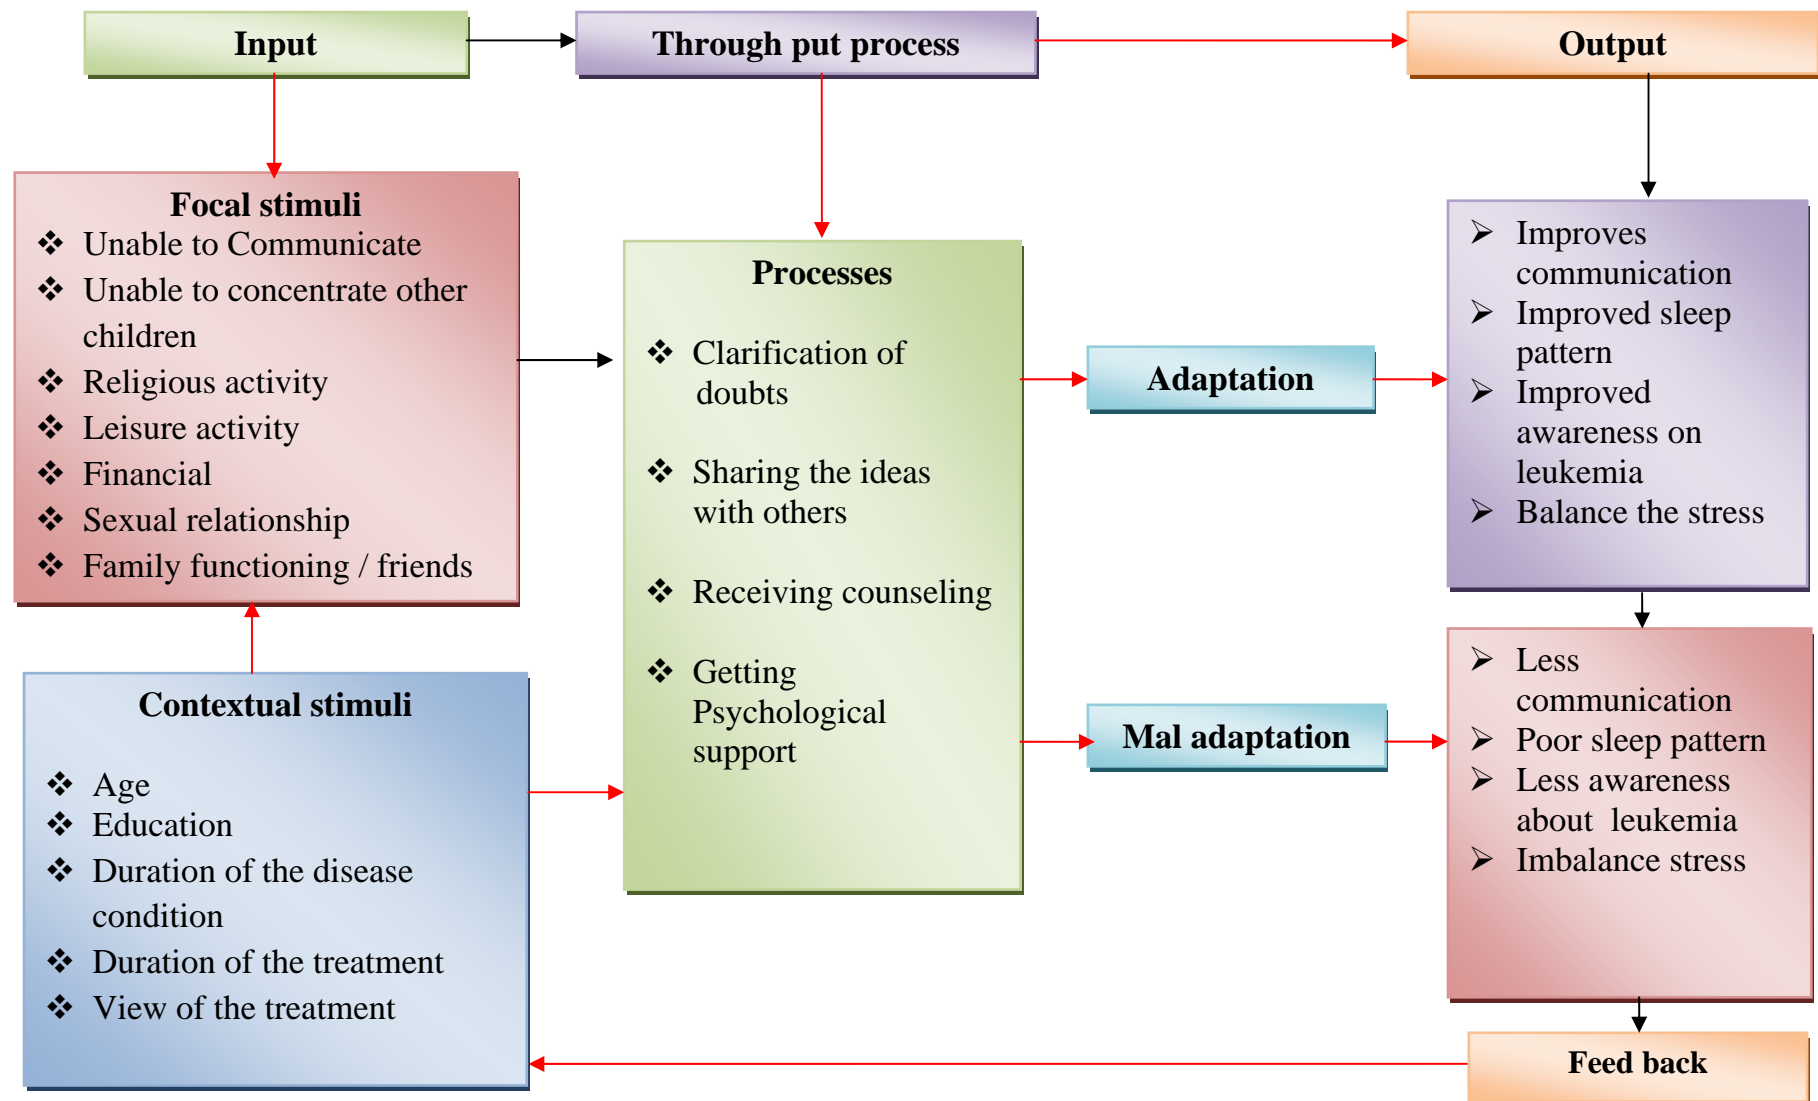 Input
Through put process
Output
Focal stimuli
❖ Unable to Communicate
❖ Unable to concentrate other
children
❖ Religious activity
❖ Leisure activity
❖ Financial
❖ Sexual relationship
❖ Family functioning / friends
Contextual stimuli
❖ Age
❖ Education
❖ Duration of the disease
condition
❖ Duration of the treatment
❖ View of the treatment
Processes
❖ Clarification of
doubts
❖ Sharing the ideas
with others
❖ Receiving counseling
❖ Getting
Psychological
support
Adaptation
Mal adaptation
➢ Improves
communication
➢ Improved sleep
pattern
➢ Improved
awareness on
leukemia
➢ Balance the stress
➢ Less
communication
➢ Poor sleep pattern
➢ Less awareness
about leukemia
➢ Imbalance stress
Feed back